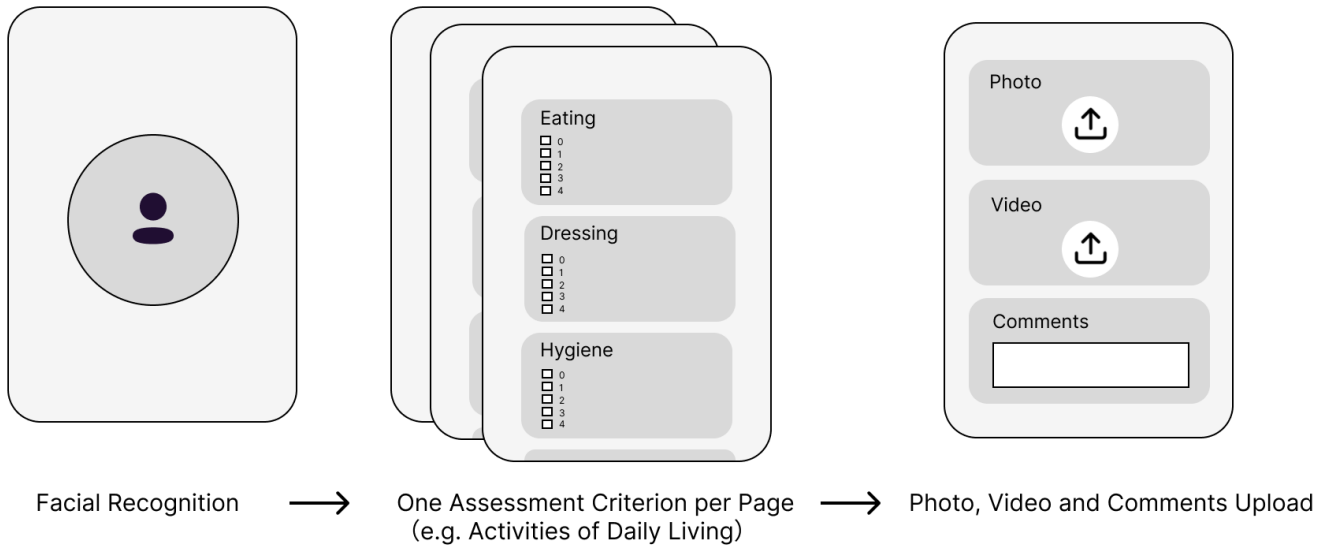 Eating
0
1
2
3
4
Dressing
0
1
2
3
4
Hygiene
0
1
2
3
4
Photo
Video
Comments
Facial Recognition
One Assessment Criterion per Page
(e.g. Activities of Daily Living)
Photo, Video and Comments Upload